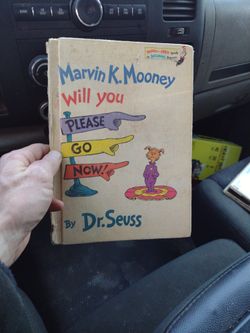 Marvin K. Mooney
Will you
PLEASE
GO
NOW!
By Dr. Seuss